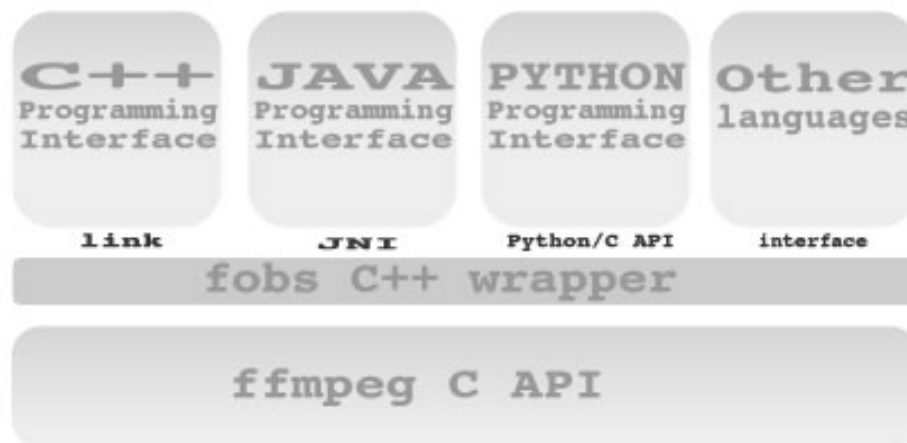 C++
Programming
Interface
JAVA
Programming
Interface
PYTHON
Programming
Interface
Other
languages
link
JNI
Python/C API
interface
fobs C++ wrapper
ffmpeg C API